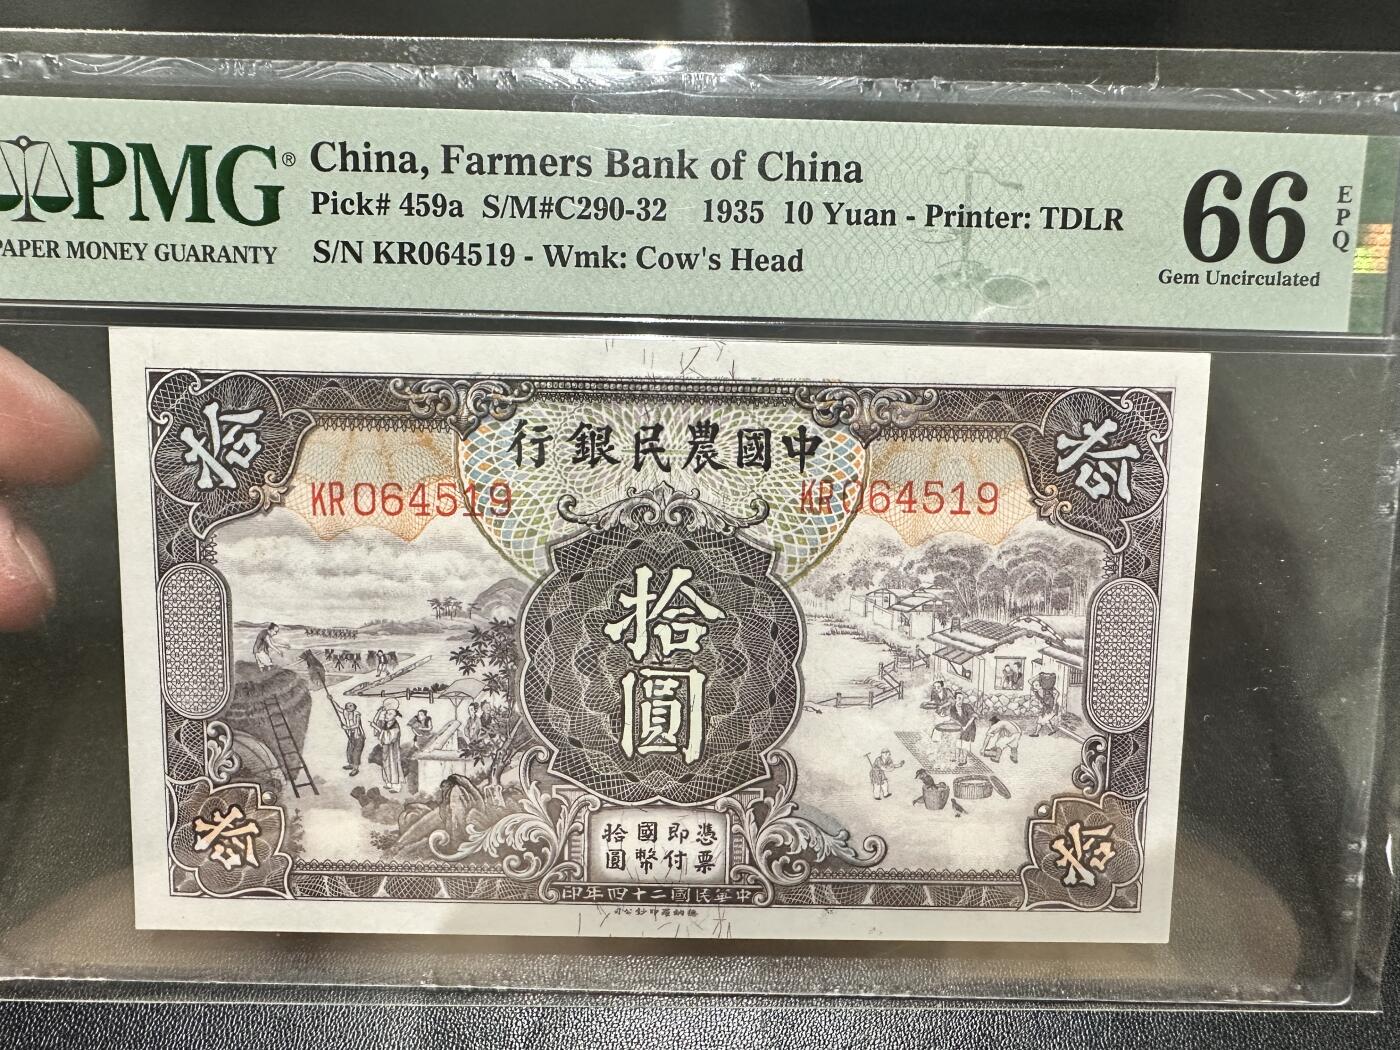 PMG®
PAPER MONEY GUARANTY
China, Farmers Bank of China
Pick# 459a S/M#C290-32 1935 10 Yuan - Printer: TDLR
S/N KR064519 - Wmk: Cow's Head
66
EPQ
Gem Uncirculated
拾
行銀民農國中
拾
KR064519
KR064519
拾圓
拾
拾
憑票
即付
國幣
拾圓
印年四十二國民華中